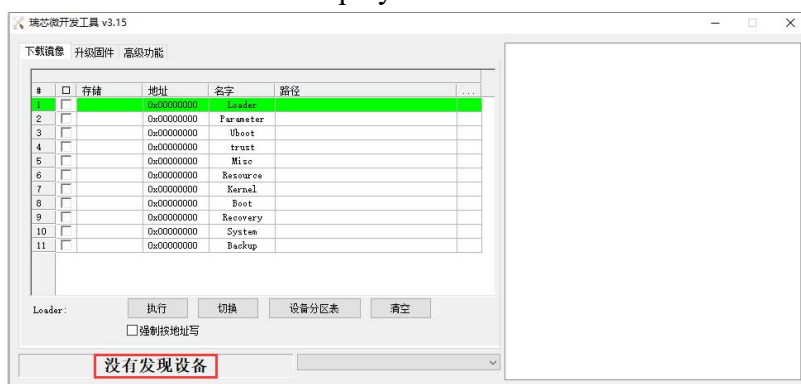 瑞芯微开发工具 v3.15
下载镜像 升级固件 高级功能
# 存储 地址 名字 路径 ...
1 0x00000000 Loader
2 0x00000000 Parameter
3 0x00000000 Uboot
4 0x00000000 trust
5 0x00000000 Misc
6 0x00000000 Resource
7 0x00000000 Kernel
8 0x00000000 Boot
9 0x00000000 Recovery
10 0x00000000 System
11 0x00000000 Backup
Loader: 执行 切换 设备分区表 清空
强制按地址写
没有发现设备